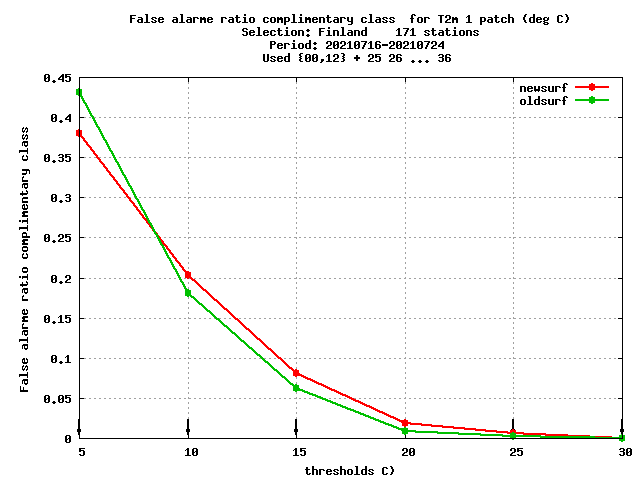 False alarme ratio complimentary class  for T2m 1 patch (deg C)
Selection: Finland    171 stations
Period: 20210716-20210724
Used {00,12} + 25 26 ... 36
newsurf
oldsurf
False alarme ratio complimentary class
0.45
0.4
0.35
0.3
0.25
0.2
0.15
0.1
0.05
0
5 10 15 20 25 30
thresholds C)